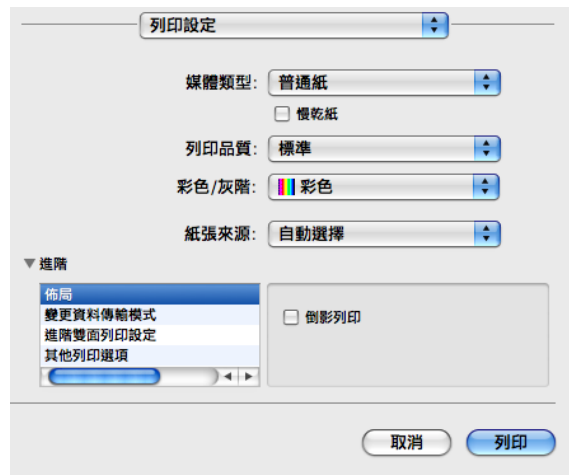 列印設定
媒體類型: 普通紙
慢乾紙
列印品質: 標準
彩色/灰階: 彩色
紙張來源: 自動選擇
進階
佈局
變更資料傳輸模式
進階雙面列印設定
其他列印選項
倒影列印
取消 列印